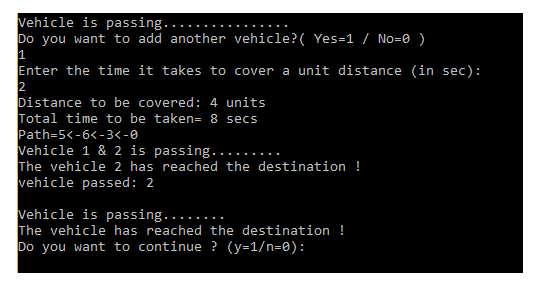 Vehicle is passing................
Do you want to add another vehicle?( Yes=1 / No=0 )
1
Enter the time it takes to cover a unit distance (in sec):
2
Distance to be covered: 4 units
Total time to be taken= 8 secs
Path=5<-6<-3<-0
Vehicle 1 & 2 is passing.........
The vehicle 2 has reached the destination !
vehicle passed: 2
Vehicle is passing........
The vehicle has reached the destination !
Do you want to continue ? (y=1/n=0):